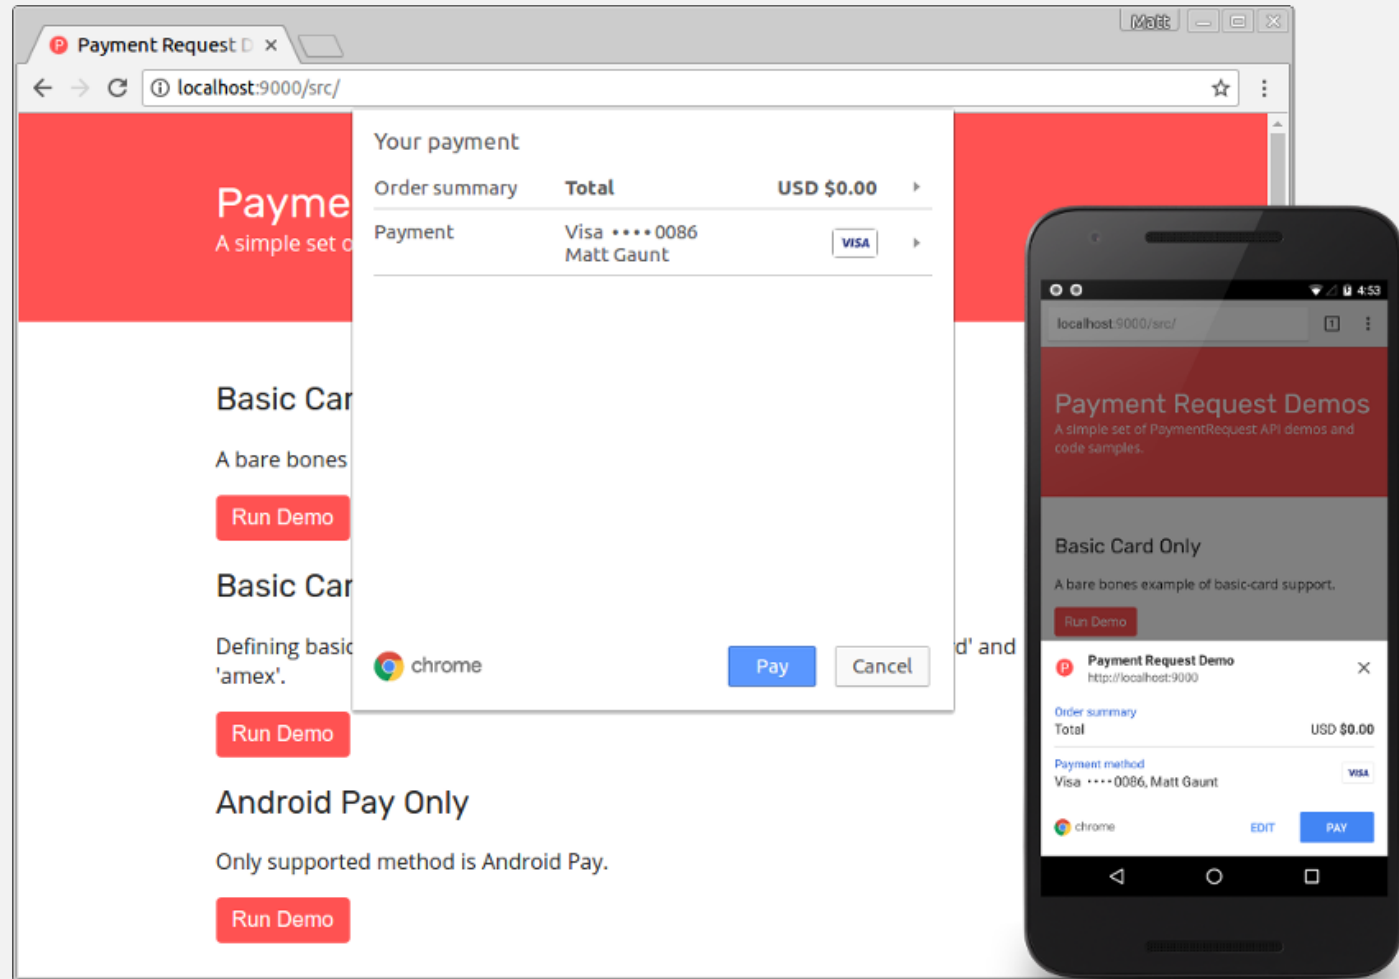 Matt
Payment Request D
localhost:9000/src/
Payme
A simple set o
Your payment
Order summary Total USD $0.00
Payment Visa •••• 0086
Matt Gaunt
VISA
chrome
Pay Cancel
Basic Car
A bare bones
Run Demo
Basic Car
Defining basic d' and
'amex'.
Run Demo
Android Pay Only
Only supported method is Android Pay.
Run Demo
4:53
localhost:9000/src/
1
Payment Request Demos
A simple set of PaymentRequest API demos and
code samples.
Basic Card Only
A bare bones example of basic-card support.
Run Demo
P Payment Request Demo
http://localhost:9000
Order summary
Total USD $0.00
Payment method
Visa •••• 0086, Matt Gaunt
VISA
chrome EDIT PAY